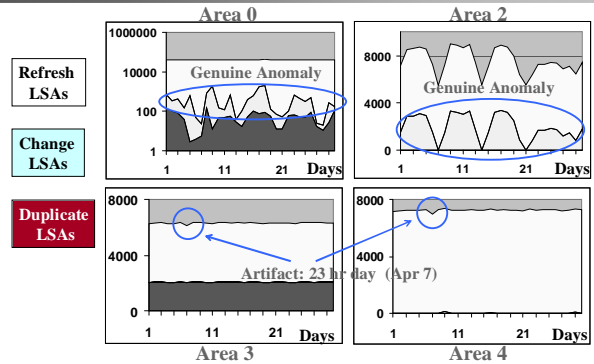 Area 0
Area 2
Refresh LSAs
Change LSAs
Duplicate LSAs
1000000
10000
100
1
Genuine Anomaly
1 11 21 Days
8000
4000
0
Genuine Anomaly
1 11 21 Days
8000
4000
0
1 11 21 Days
8000
4000
0
1 11 21 Days
Artifact: 23 hr day (Apr 7)
Area 3
Area 4